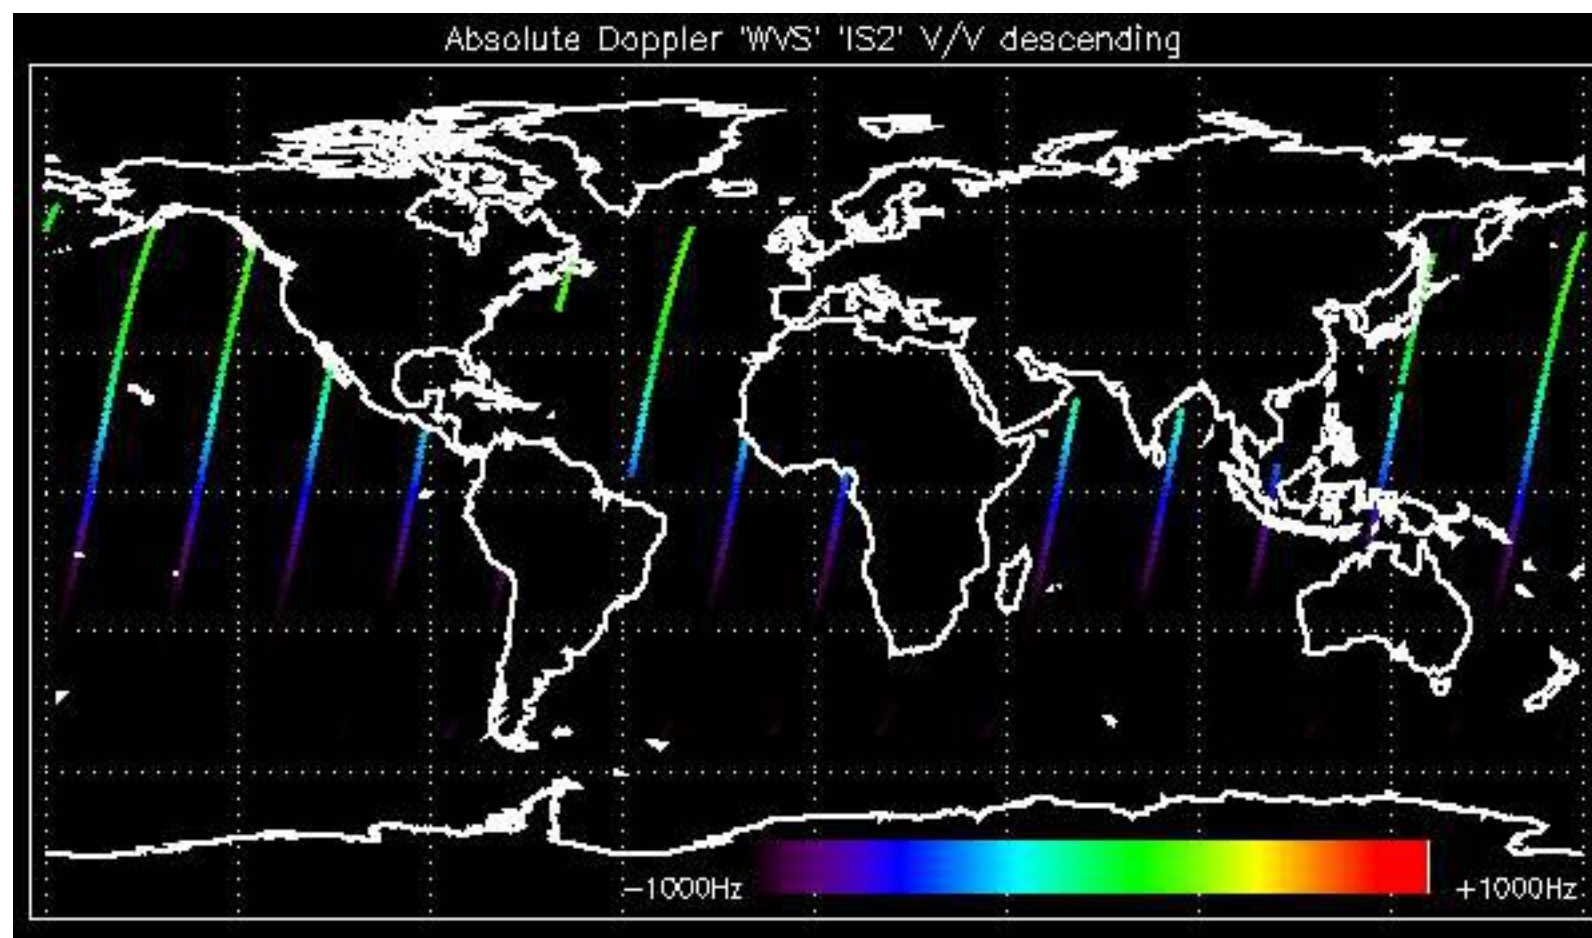 Absolute Doppler 'WVS' 'IS2' V/V descending
-1000Hz
+1000Hz